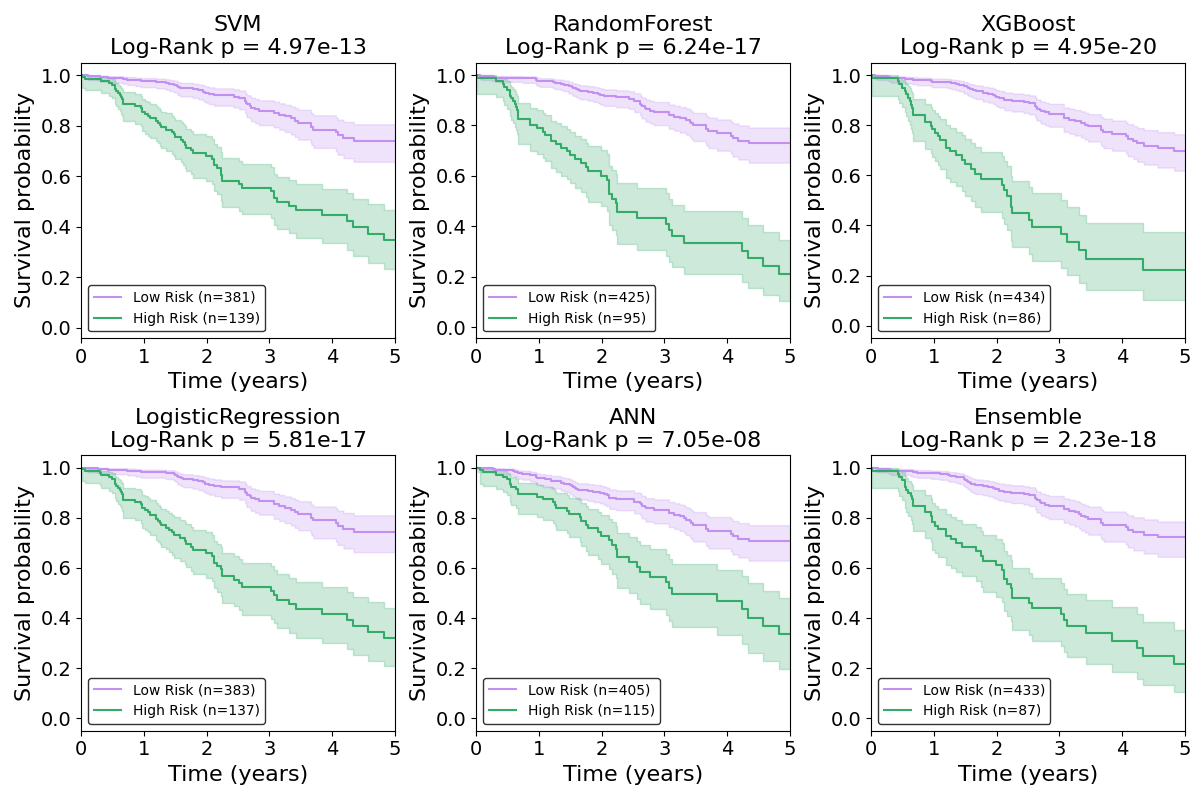 SVM
Log-Rank p = 4.97e-13
Survival probability
1.0
0.8
0.6
0.4
0.2
0.0
Low Risk (n=381)
High Risk (n=139)
0 1 2 3 4 5
Time (years)
RandomForest
Log-Rank p = 6.24e-17
Survival probability
1.0
0.8
0.6
0.4
0.2
0.0
Low Risk (n=425)
High Risk (n=95)
0 1 2 3 4 5
Time (years)
XGBoost
Log-Rank p = 4.95e-20
Survival probability
1.0
0.8
0.6
0.4
0.2
0.0
Low Risk (n=434)
High Risk (n=86)
0 1 2 3 4 5
Time (years)
LogisticRegression
Log-Rank p = 5.81e-17
Survival probability
1.0
0.8
0.6
0.4
0.2
0.0
Low Risk (n=383)
High Risk (n=137)
0 1 2 3 4 5
Time (years)
ANN
Log-Rank p = 7.05e-08
Survival probability
1.0
0.8
0.6
0.4
0.2
0.0
Low Risk (n=405)
High Risk (n=115)
0 1 2 3 4 5
Time (years)
Ensemble
Log-Rank p = 2.23e-18
Survival probability
1.0
0.8
0.6
0.4
0.2
0.0
Low Risk (n=433)
High Risk (n=87)
0 1 2 3 4 5
Time (years)